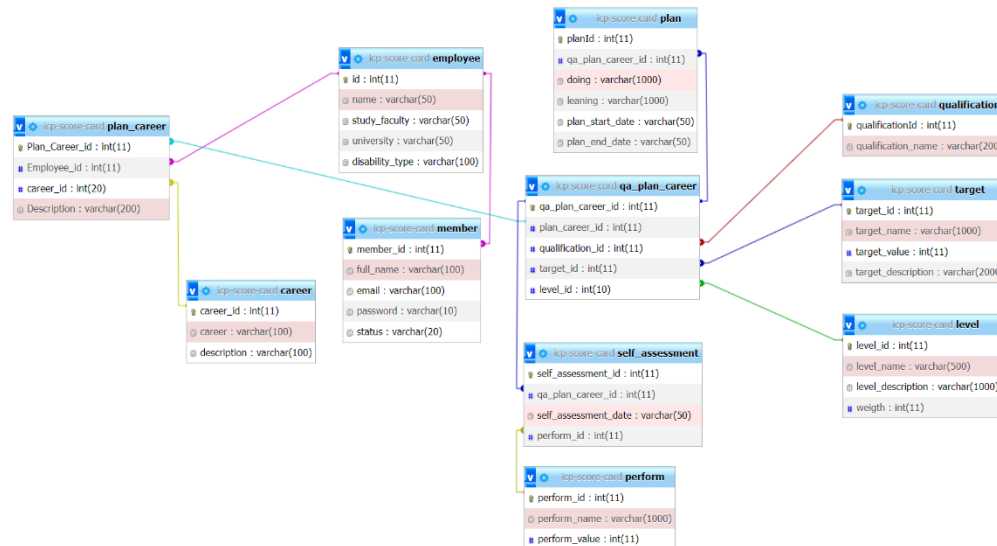 icp-score-card plan_career
Plan_Career_id : int(11)
Employee_id : int(11)
career_id : int(20)
Description : varchar(200)
icp-score-card employee
id : int(11)
name : varchar(50)
study_faculty : varchar(50)
university : varchar(50)
disability_type : varchar(100)
icp-score-card member
member_id : int(11)
full_name : varchar(100)
email : varchar(100)
password : varchar(10)
status : varchar(20)
icp-score-card career
career_id : int(11)
career : varchar(100)
description : varchar(100)
icp-score-card plan
planId : int(11)
qa_plan_career_id : int(11)
doing : varchar(1000)
leaning : varchar(1000)
plan_start_date : varchar(50)
plan_end_date : varchar(50)
icp-score-card qa_plan_career
qa_plan_career_id : int(11)
plan_career_id : int(11)
qualification_id : int(11)
target_id : int(11)
level_id : int(10)
icp-score-card self_assessment
self_assessment_id : int(11)
qa_plan_career_id : int(11)
self_assessment_date : varchar(50)
perform_id : int(11)
icp-score-card perform
perform_id : int(11)
perform_name : varchar(1000)
perform_value : int(11)
icp-score-card qualification
qualificationId : int(11)
qualification_name : varchar(200
icp-score-card target
target_id : int(11)
target_name : varchar(1000)
target_value : int(11)
target_description : varchar(2000
icp-score-card level
level_id : int(11)
level_name : varchar(500)
level_description : varchar(1000)
weigth : int(11)